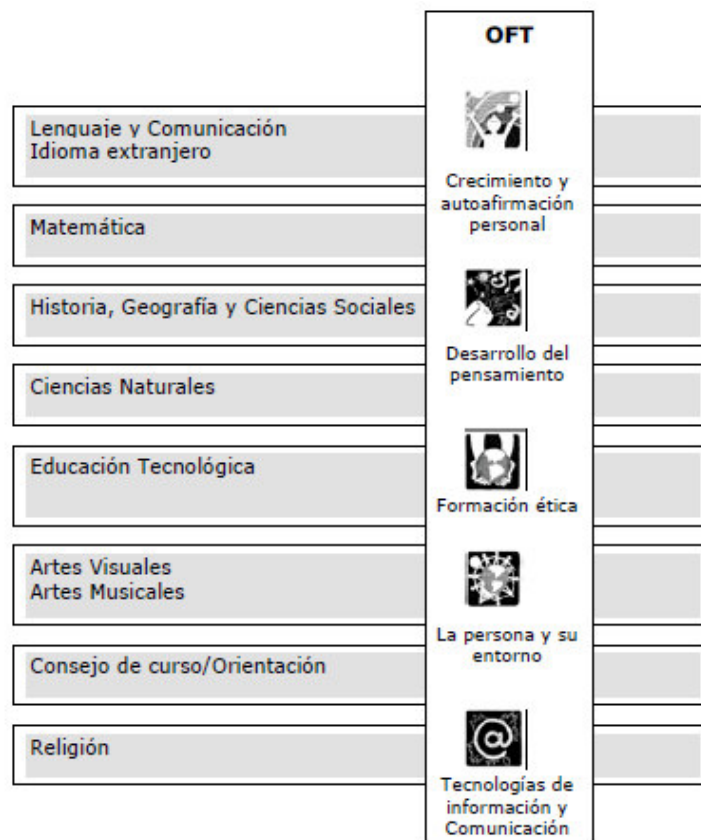 OFT
Lenguaje y Comunicación
Idioma extranjero
Matemática
Historia, Geografía y Ciencias Sociales
Ciencias Naturales
Educación Tecnológica
Artes Visuales
Artes Musicales
Consejo de curso/Orientación
Religión
Crecimiento y
autoafirmación
personal
Desarrollo del
pensamiento
Formación ética
La persona y su
entorno
@
Tecnologías de
información y
Comunicación